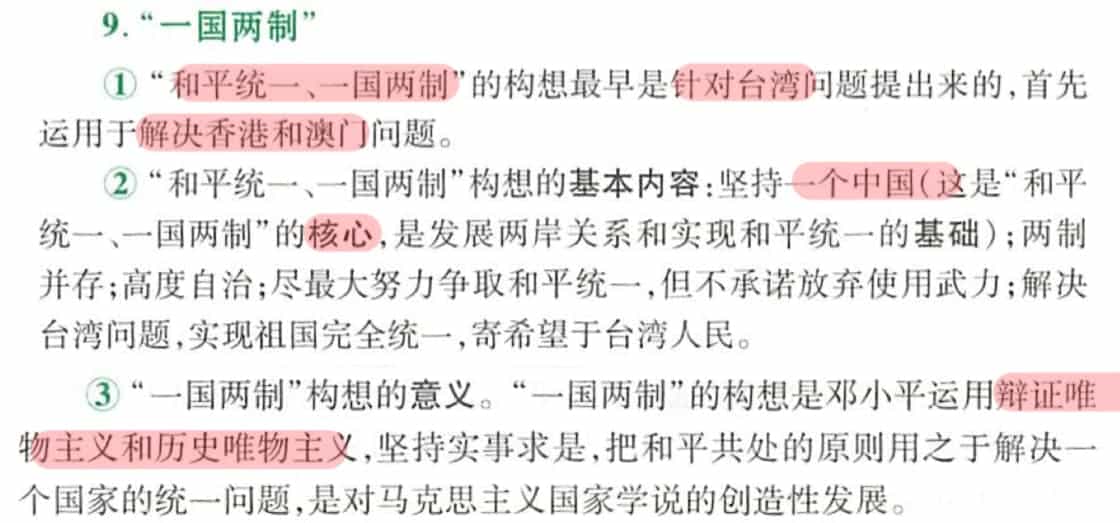 9.“一国两制”
①“和平统一、一国两制”的构想最早是针对台湾问题提出来的,首先
运用于解决香港和澳门问题。
②“和平统一、一国两制”构想的基本内容:坚持一个中国(这是“和平
统一、一国两制”的核心,是发展两岸关系和实现和平统一的基础);两制
并存;高度自治;尽最大努力争取和平统一,但不承诺放弃使用武力;解决
台湾问题,实现祖国完全统一,寄希望于台湾人民。
③“一国两制”构想的意义。“一国两制”的构想是邓小平运用辩证唯
物主义和历史唯物主义,坚持实事求是,把和平共处的原则用之于解决一
个国家的统一问题,是对马克思主义国家学说的创造性发展。